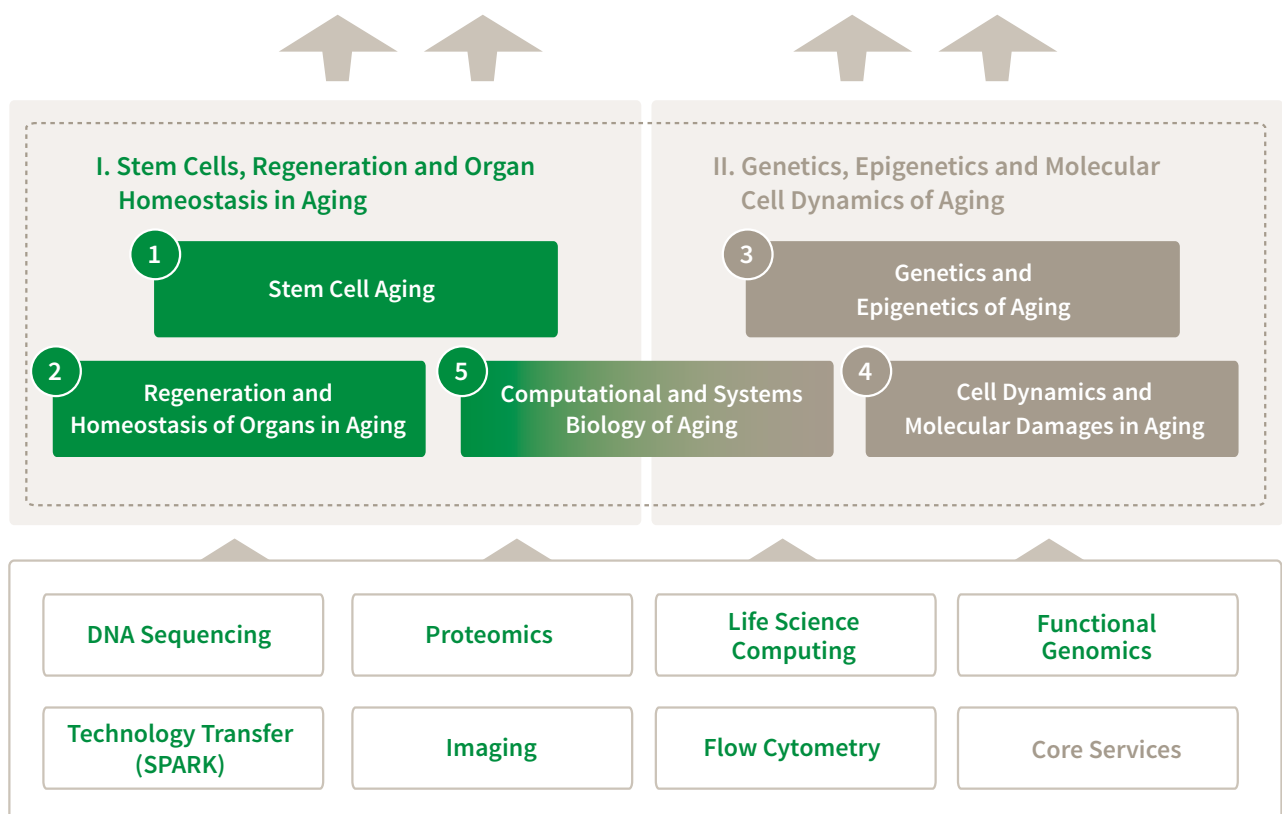 I. Stem Cells, Regeneration and Organ
Homeostasis in Aging
II. Genetics, Epigenetics and Molecular
Cell Dynamics of Aging
1
Stem Cell Aging
3
Genetics and
Epigenetics of Aging
2
Regeneration and
Homeostasis of Organs in Aging
5
Computational and Systems
Biology of Aging
4
Cell Dynamics and
Molecular Damages in Aging
DNA Sequencing
Proteomics
Life Science
Computing
Functional
Genomics
Technology Transfer
(SPARK)
Imaging
Flow Cytometry
Core Services